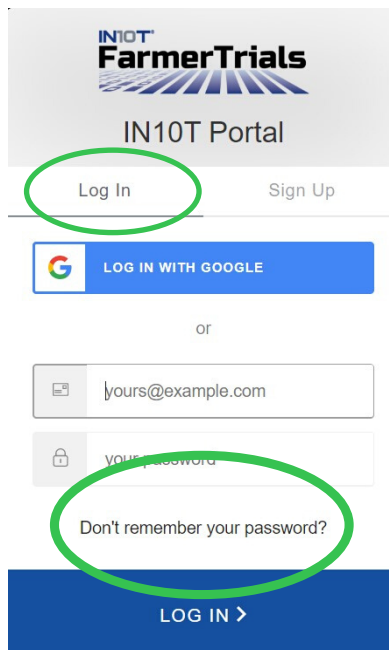 IN10T
FarmerTrials
IN10T Portal
Log In Sign Up
LOG IN WITH GOOGLE
or
yours@example.com
your password
Don't remember your password?
LOG IN >